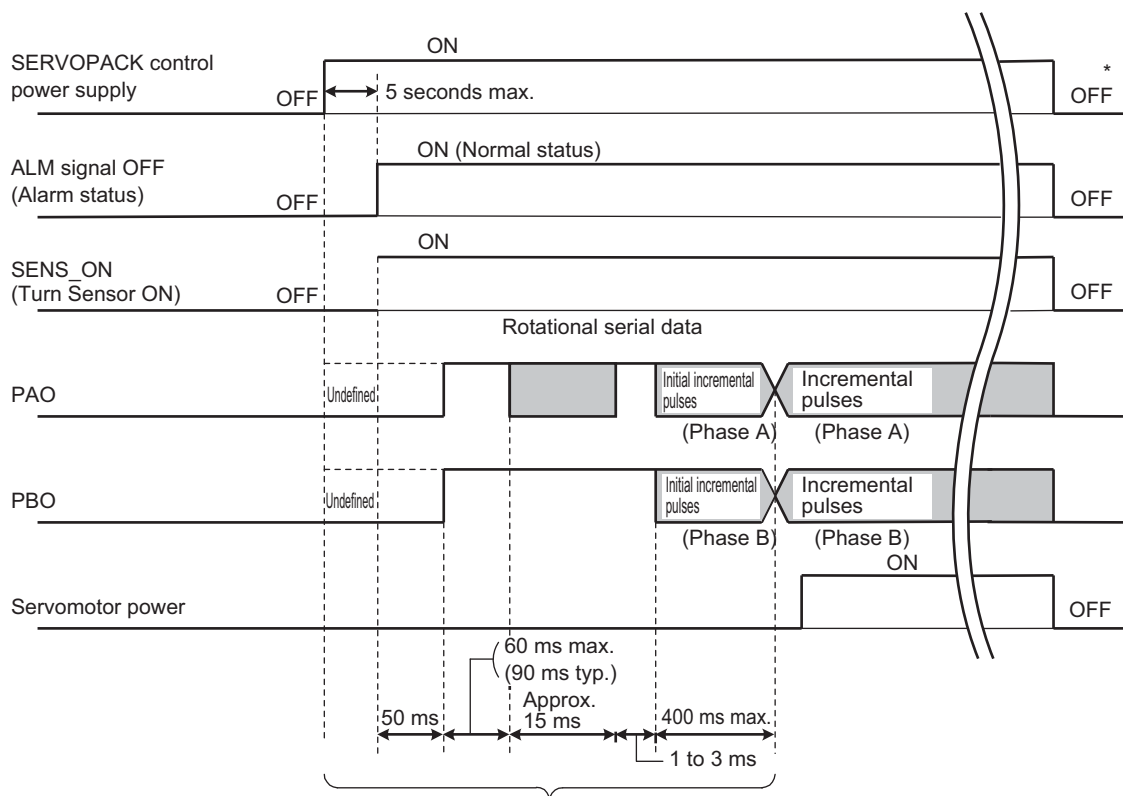 ON
SERVOPACK control
power supply
OFF
5 seconds max.
*
OFF
ALM signal OFF
(Alarm status)
OFF
ON (Normal status)
OFF
ON
SENS_ON
(Turn Sensor ON)
OFF
OFF
Rotational serial data
PAO
Undefined
Initial incremental
pulses
Incremental
pulses
(Phase A)
(Phase A)
PBO
Undefined
Initial incremental
pulses
Incremental
pulses
(Phase B)
(Phase B)
ON
Servomotor power
OFF
60 ms max.
(90 ms typ.)
50 ms
Approx.
15 ms
400 ms max.
1 to 3 ms